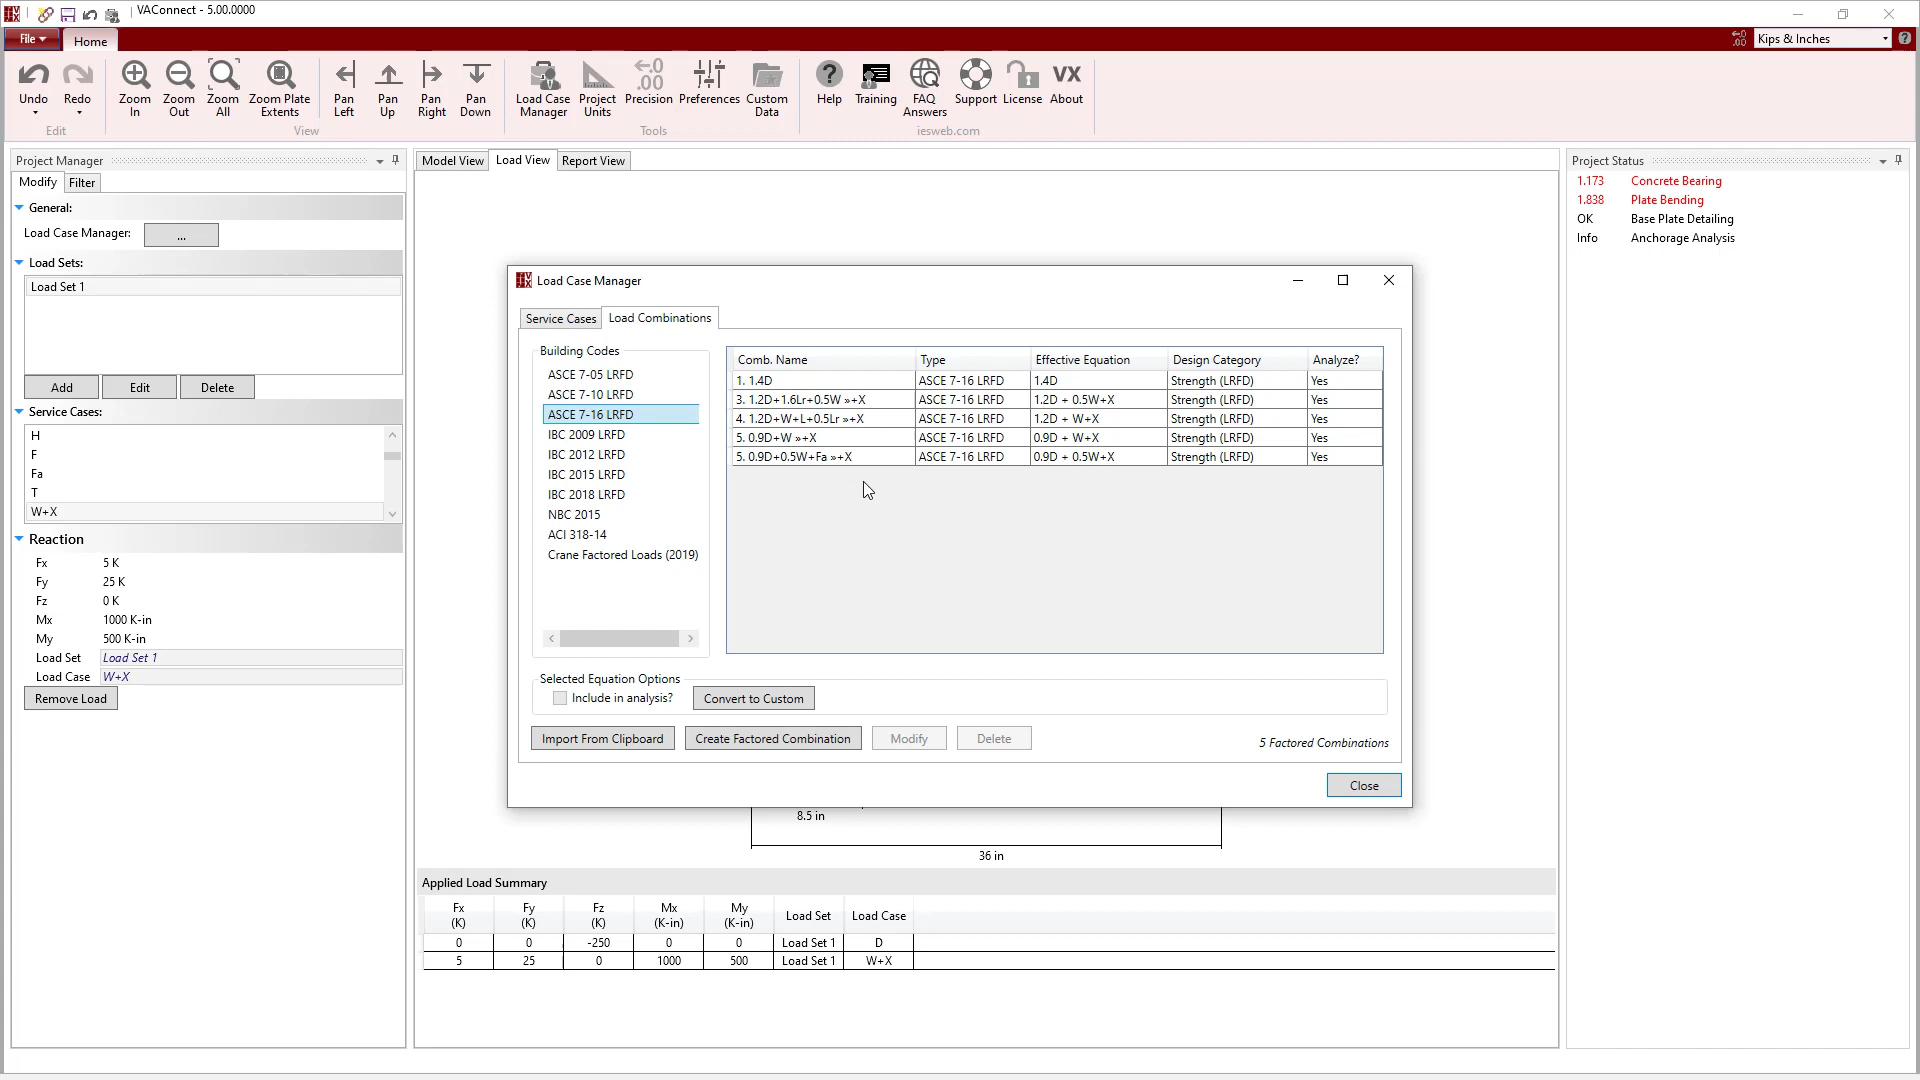 VAConnect - 5.00.0000
File
Home
Kips & Inches
Undo
Redo
Zoom In
Zoom Out
Zoom All
Zoom Plate Extents
Pan Left
Pan Up
Pan Right
Pan Down
Load Case Manager
Project Units
Precision
Preferences
Custom Data
Help
Training
FAQ Answers
Support
License
VX About
Edit
View
Tools
iesweb.com
Project Manager
Modify
Filter
General:
Load Case Manager: ...
Load Sets:
Load Set 1
Add Edit Delete
Service Cases:
H
F
Fa
T
W+X
Reaction
Fx 5 K
Fy 25 K
Fz 0 K
Mx 1000 K-in
My 500 K-in
Load Set Load Set 1
Load Case W+X
Remove Load
Model View Load View Report View
Load Case Manager
Service Cases Load Combinations
Building Codes
ASCE 7-05 LRFD
ASCE 7-10 LRFD
ASCE 7-16 LRFD
IBC 2009 LRFD
IBC 2012 LRFD
IBC 2015 LRFD
IBC 2018 LRFD
NBC 2015
ACI 318-14
Crane Factored Loads (2019)
Comb. Name Type Effective Equation Design Category Analyze?
1. 1.4D ASCE 7-16 LRFD 1.4D Strength (LRFD) Yes
3. 1.2D+1.6Lr+0.5W »+X ASCE 7-16 LRFD 1.2D + 0.5W+X Strength (LRFD) Yes
4. 1.2D+W+L+0.5Lr »+X ASCE 7-16 LRFD 1.2D + W+X Strength (LRFD) Yes
5. 0.9D+W »+X ASCE 7-16 LRFD 0.9D + W+X Strength (LRFD) Yes
5. 0.9D+0.5W+Fa »+X ASCE 7-16 LRFD 0.9D + 0.5W+X Strength (LRFD) Yes
Selected Equation Options
Include in analysis? Convert to Custom
Import From Clipboard Create Factored Combination Modify Delete 5 Factored Combinations
Close
8.5 in
36 in
Applied Load Summary
Fx (K) Fy (K) Fz (K) Mx (K-in) My (K-in) Load Set Load Case
0 0 -250 0 0 Load Set 1 D
5 25 0 1000 500 Load Set 1 W+X
Project Status
1.173 Concrete Bearing
1.838 Plate Bending
OK Base Plate Detailing
Info Anchorage Analysis